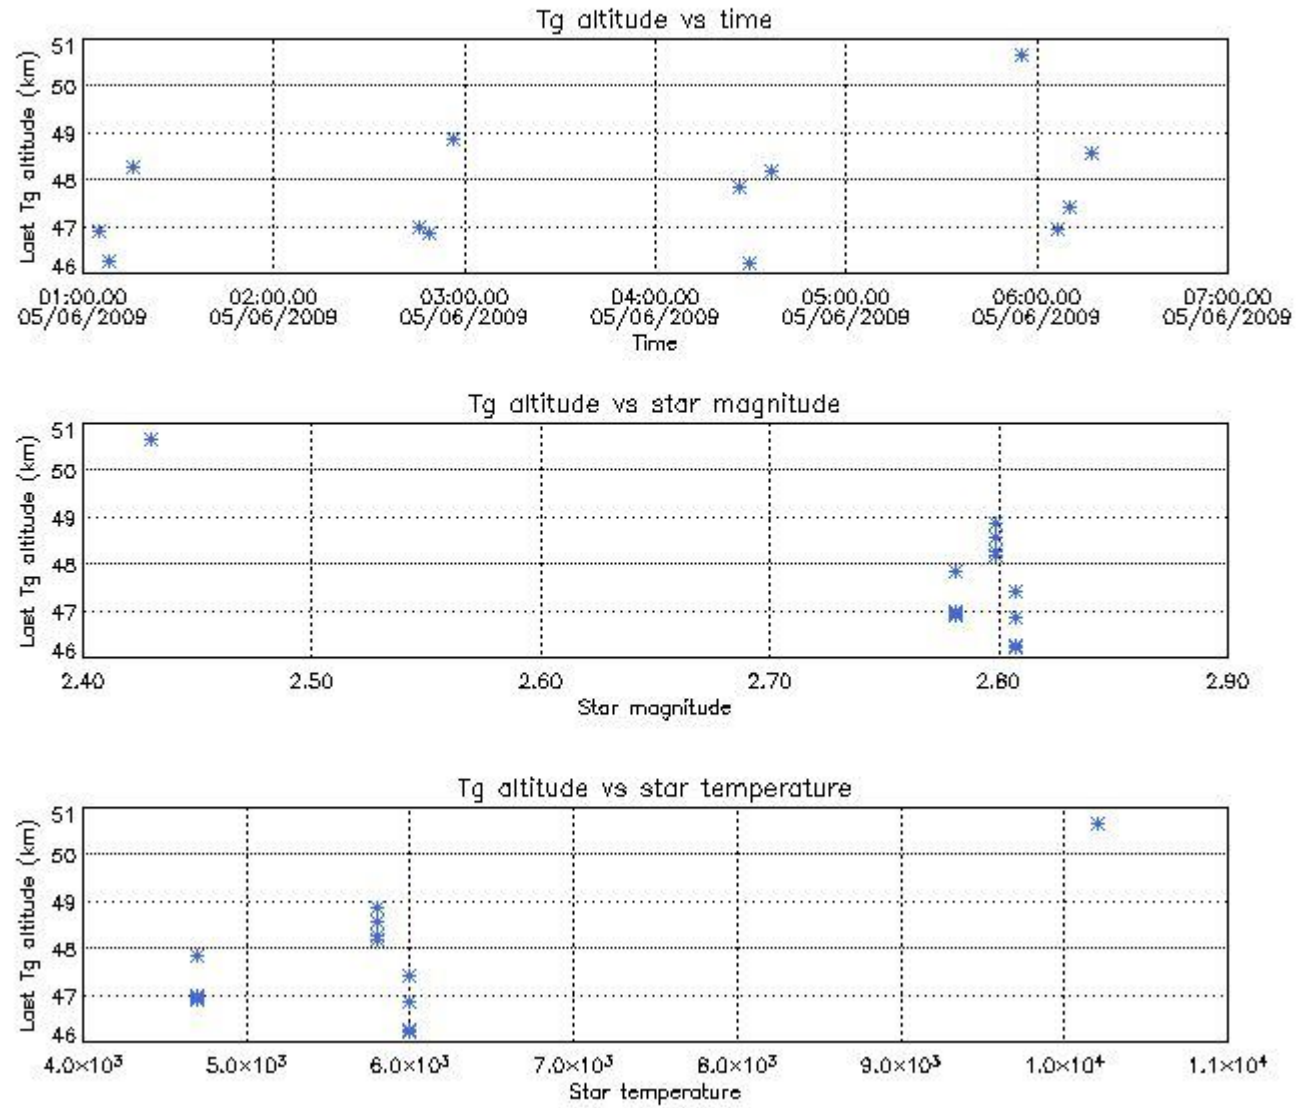 Tg altitude vs time
Last Tg altitude (km)
51
50
49
48
47
46
01:00.00 02:00.00 03:00.00 04:00.00 05:00.00 06:00.00 07:00.00
05/06/2009 05/06/2009 05/06/2009 05/06/2009 05/06/2009 05/06/2009 05/06/2009
Time
Tg altitude vs star magnitude
Last Tg altitude (km)
51
50
49
48
47
46
2.40 2.50 2.60 2.70 2.80 2.90
Star magnitude
Tg altitude vs star temperature
Last Tg altitude (km)
51
50
49
48
47
46
4.0×10³ 5.0×10³ 6.0×10³ 7.0×10³ 8.0×10³ 9.0×10³ 1.0×10⁴ 1.1×10⁴
Star temperature